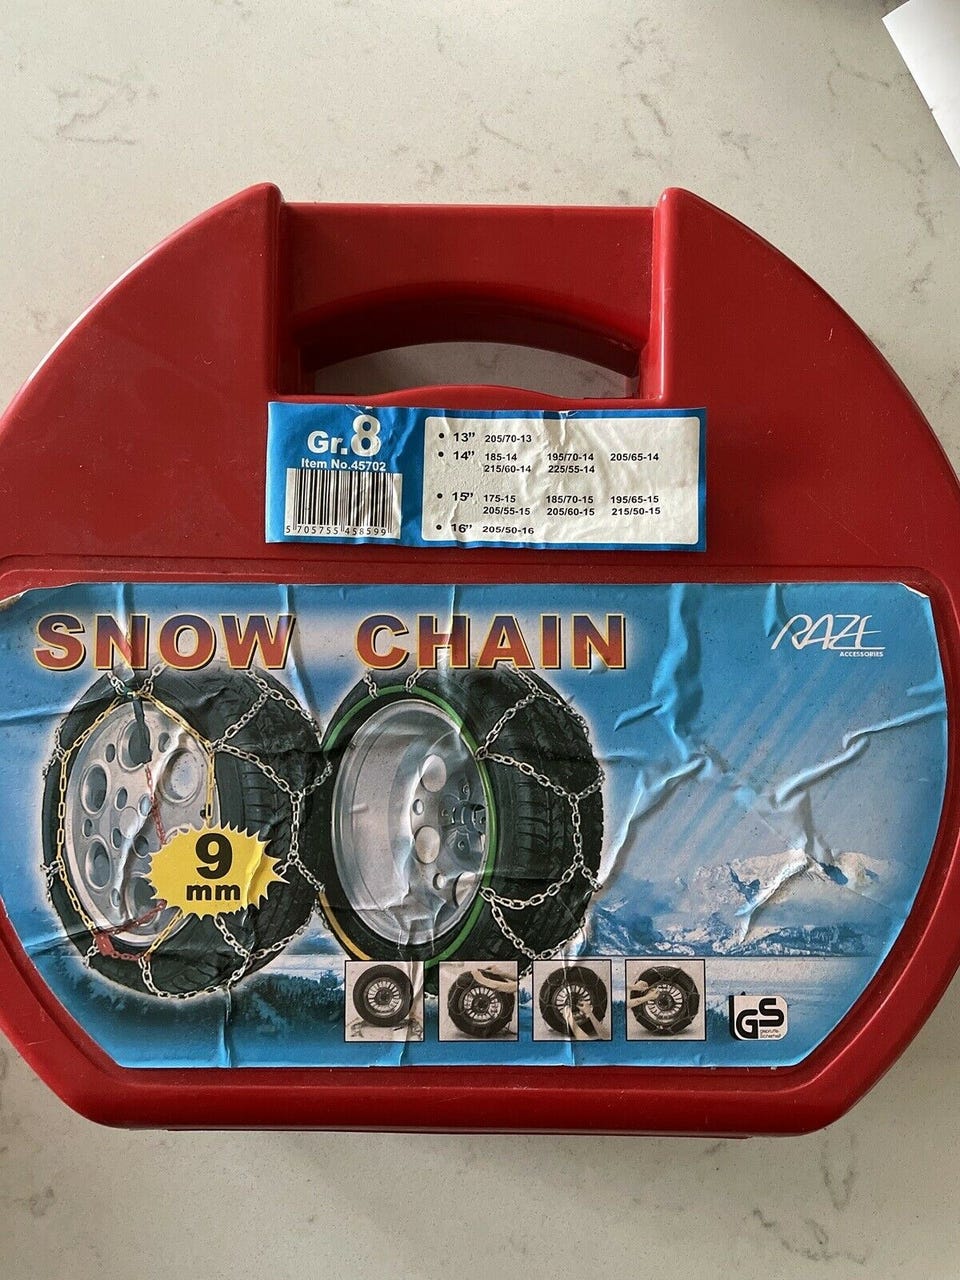 Gr.8
Item No.45702
5 705755 458599
• 13” 205/70-13
• 14” 185-14 195/70-14 205/65-14
215/60-14 225/55-14
• 15” 175-15 185/70-15 195/65-15
205/55-15 205/60-15 215/50-15
• 16” 205/50-16
SNOW CHAIN
RAZE
ACCESSORIES
9
mm
GS
geprüfte
Sicherheit